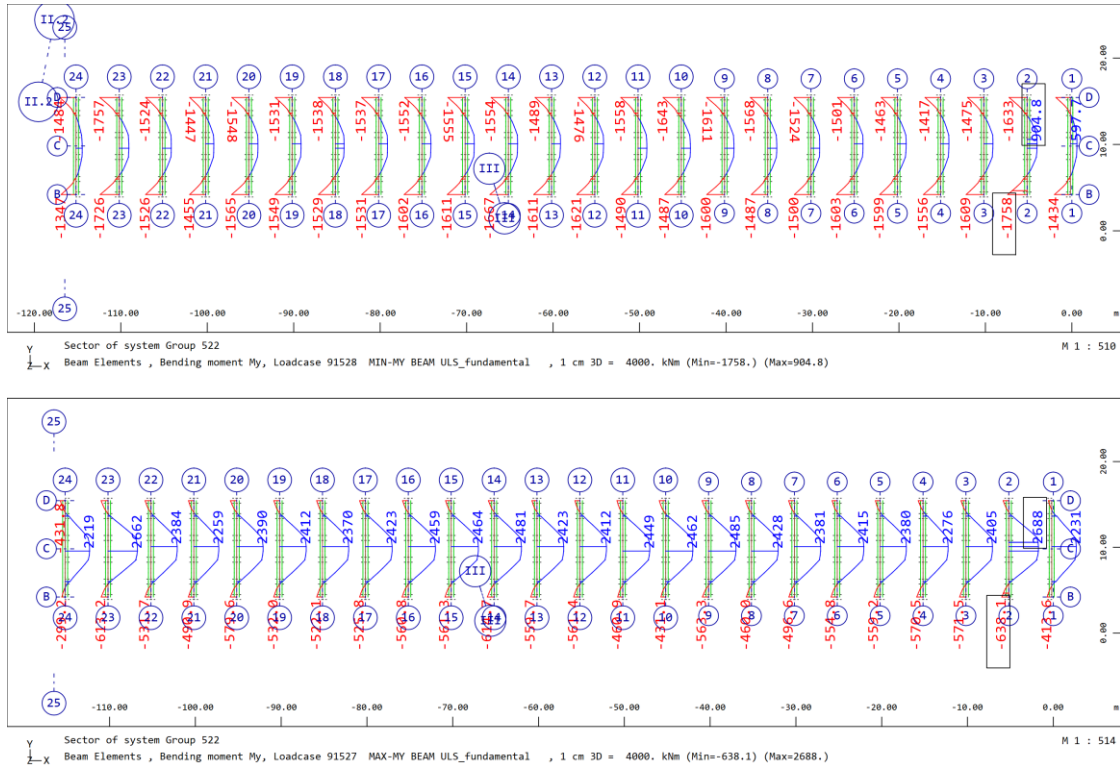 II.2
25
20.00
24 23 22 21 20 19 18 17 16 15 14 13 12 11 10 9 8 7 6 5 4 3 2 1
D D
-1757 -1447 -1548 -1531 -1538 -1552 -1555 -1554 -1489 -1476 -1558 -1493 -1611 -1568 -1524 -1501 -1493 -1417 -1475 -1633 904.8 597.7
II.2
C C
10.00
III
B B
24 23 22 21 20 19 18 17 16 15 14 13 12 11 10 9 8 7 6 5 4 3 2 1
-1347 -1726 -1526 -1455 -1565 -1549 -1529 -1531 -1602 -1611 -1667 -1611 -1621 -1490 -1487 -1600 -1487 -1500 -1603 -1599 -1556 -1609 -1758 -1434
III
0.00
25
-120.00 -110.00 -100.00 -90.00 -80.00 -70.00 -60.00 -50.00 -40.00 -30.00 -20.00 -10.00 0.00 m
Y Z X
Sector of system Group 522
M 1 : 510
Beam Elements , Bending moment My, Loadcase 91528 MIN-MY BEAM ULS_fundamental , 1 cm 3D = 4000. kNm (Min=-1758.) (Max=904.8)
25
20.00
24 23 22 21 20 19 18 17 16 15 14 13 12 11 10 9 8 7 6 5 4 3 2 1
D D
-431.8 2219 2662 2384 2259 2390 2412 2370 2423 2459 2464 2481 2423 2412 2449 2462 2485 2428 2381 2415 2380 2276 2405 2688 2231
C C
10.00
III
B B
24 23 22 21 20 19 18 17 16 15 14 13 12 11 10 9 8 7 6 5 4 3 2 1
-638.1
0.00
25
-110.00 -100.00 -90.00 -80.00 -70.00 -60.00 -50.00 -40.00 -30.00 -20.00 -10.00 0.00 m
Y Z X
Sector of system Group 522
M 1 : 514
Beam Elements , Bending moment My, Loadcase 91527 MAX-MY BEAM ULS_fundamental , 1 cm 3D = 4000. kNm (Min=-638.1) (Max=2688.)